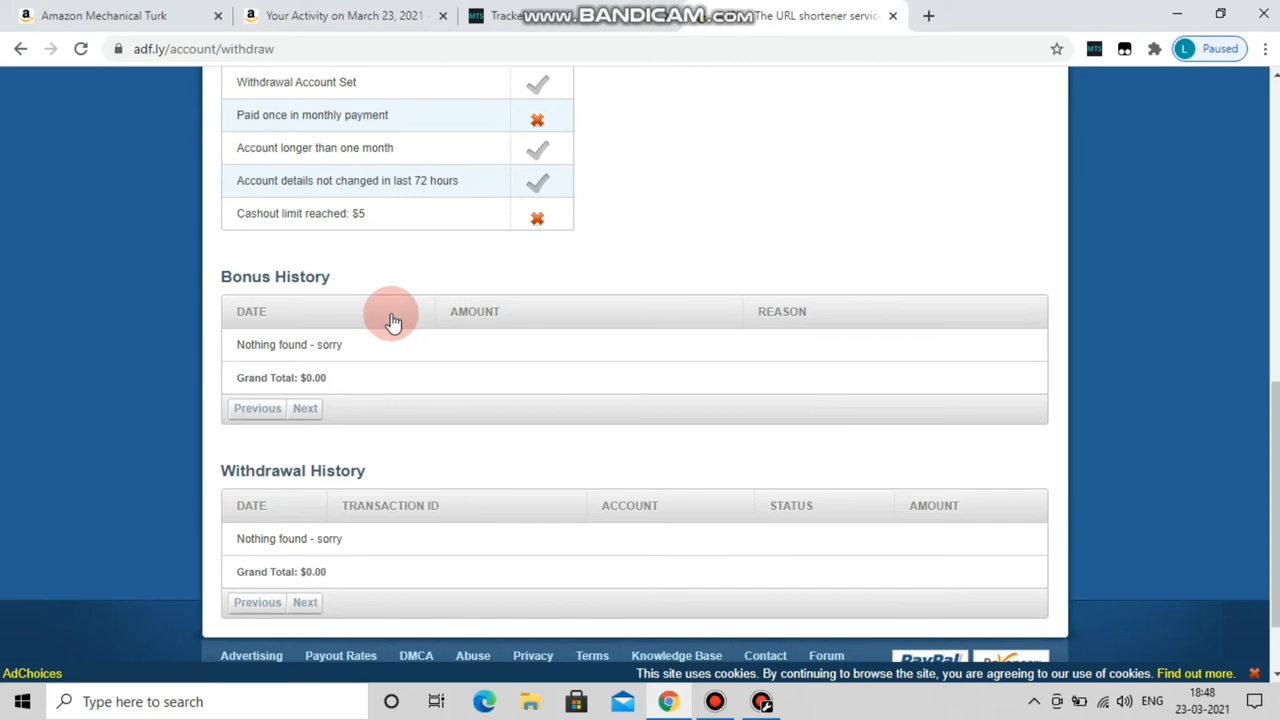 Amazon Mechanical Turk
Your Activity on March 23, 2021 -
MTS
Tracke
www.BANDICAM.com
The URL shortener servic
adf.ly/account/withdraw
MTS
L Paused
Withdrawal Account Set
Paid once in monthly payment
Account longer than one month
Account details not changed in last 72 hours
Cashout limit reached: $5
Bonus History
DATE AMOUNT REASON
Nothing found - sorry
Grand Total: $0.00
Previous Next
Withdrawal History
DATE TRANSACTION ID ACCOUNT STATUS AMOUNT
Nothing found - sorry
Grand Total: $0.00
Previous Next
Advertising Payout Rates DMCA Abuse Privacy Terms Knowledge Base Contact Forum
PayPal
AdChoices
This site uses cookies. By continuing to browse the site, you are agreeing to our use of cookies. Find out more.
Type here to search
ENG
18:48
23-03-2021